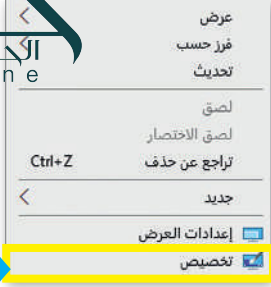 عرض
فرز حسب
تحديث
لصق
لصق الاختصار
تراجع عن حذف Ctrl+Z
جديد
إعدادات العرض
تخصيص